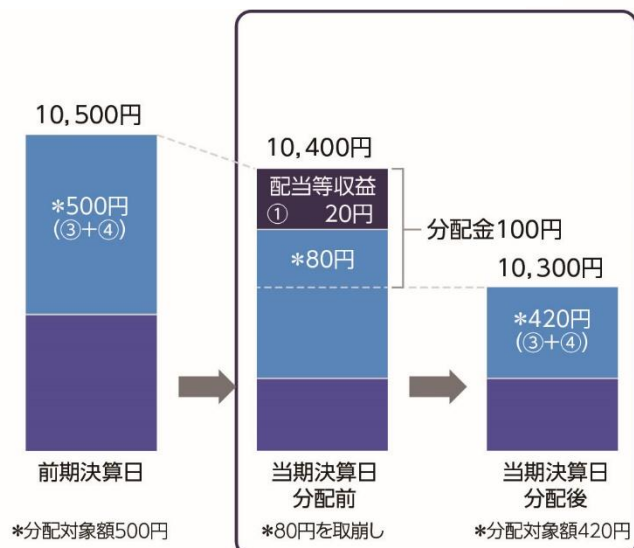 10,500円
*500円
(③+④)
前期決算日
*分配対象額500円
10,400円
配当等収益
① 20円
*80円
分配金100円
当期決算日
分配前
*80円を取崩し
10,300円
*420円
(③+④)
当期決算日
分配後
*分配対象額420円